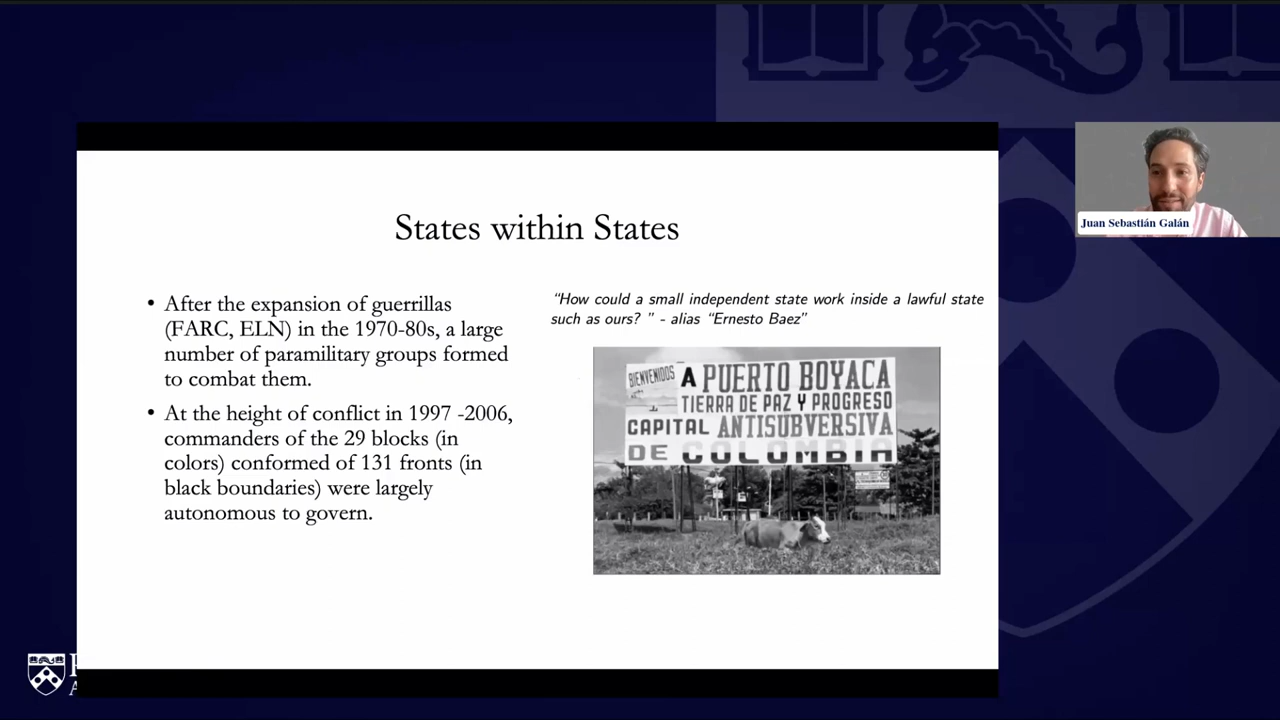 States within States
• After the expansion of guerrillas
(FARC, ELN) in the 1970-80s, a large
number of paramilitary groups formed
to combat them.
• At the height of conflict in 1997 -2006,
commanders of the 29 blocks (in
colors) conformed of 131 fronts (in
black boundaries) were largely
autonomous to govern.
“How could a small independent state work inside a lawful state
such as ours? ” - alias “Ernesto Baez”
BIENVENIDOS A PUERTO BOYACA
TIERRA DE PAZ Y PROGRESO
CAPITAL ANTISUBVERSIVA
DE COLOMBIA
Juan Sebastián Galán